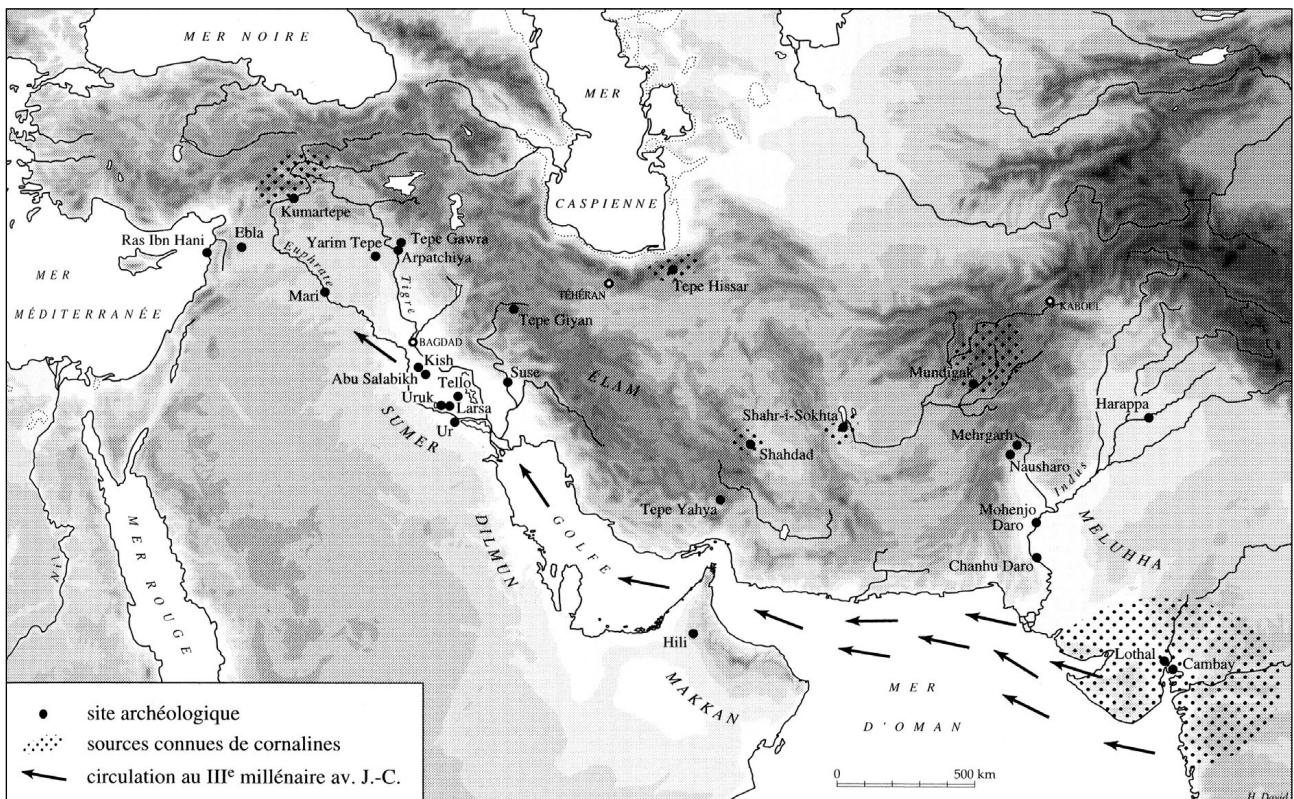 MER NOIRE
MER
CASPIENNE
Kumartepe
Ras Ibn Hani
Ebla
Yarim Tepe
Tepe Gawra
Arpatchiya
Euphrate
Tigre
MER
MÉDITERRANÉE
Mari
TÉHÉRAN
Tepe Hissar
KABOUL
Tepe Giyan
BAGDAD
Kish
Abu Salabikh
Tello
Suse
ÉLAM
Mundigak
Uruk
Larsa
Ur
SUMER
Shahr-î-Sokhta
Shahdad
Harappa
Mehrgarh
Nausharo
Indus
Tepe Yahya
Mohenjo
Daro
MELUHHA
Chanhu Daro
DILMUN
GOLFE
MER ROUGE
Nil
Hili
MAKKAN
Lothal
Cambay
MER
D'OMAN
site archéologique
sources connues de cornalines
circulation au IIIe millénaire av. J.-C.
0 500 km
H. David